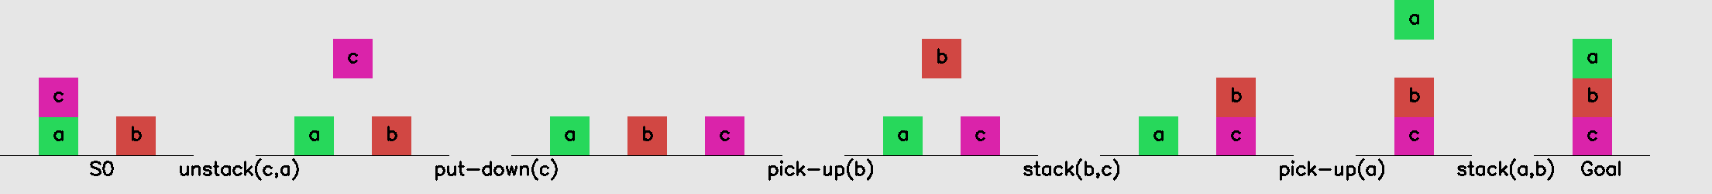 a
c b a
c b b b b
a b a b a b c a c a c c c
S0 unstack(c,a) put-down(c) pick-up(b) stack(b,c) pick-up(a) stack(a,b) Goal